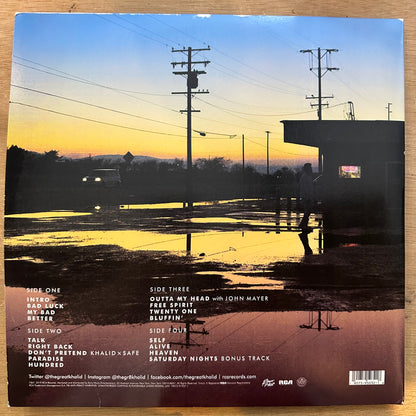 SIDE ONE
INTRO
BAD LUCK
MY BAD
BETTER
SIDE TWO
TALK
RIGHT BACK
DON'T PRETEND KHALID × SAFE
PARADISE
HUNDRED
SIDE THREE
OUTTA MY HEAD with JOHN MAYER
FREE SPIRIT
TWENTY ONE
BLUFFIN'
SIDE FOUR
SELF
ALIVE
HEAVEN
SATURDAY NIGHTS BONUS TRACK
Twitter @thegreatkhalid | Instagram @thegr8khalid | facebook.com/thegreatkhalid | rcarecords.com
RCA